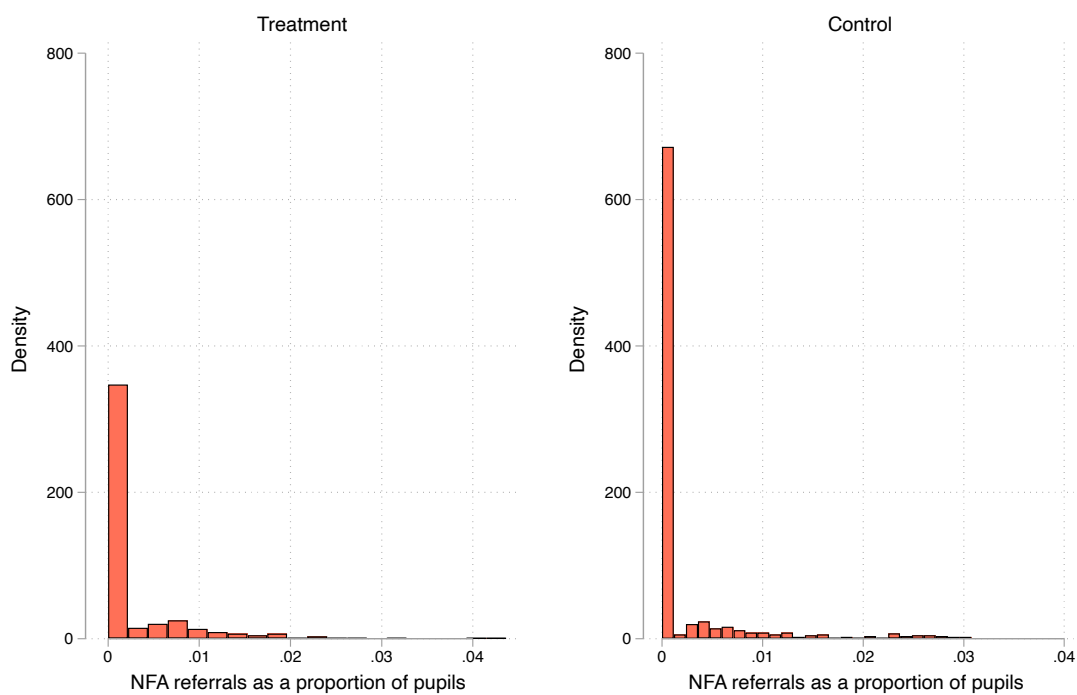 Treatment
800
600
400
200
0
Density
0 .01 .02 .03 .04
NFA referrals as a proportion of pupils
Control
800
600
400
200
0
Density
0 .01 .02 .03 .04
NFA referrals as a proportion of pupils